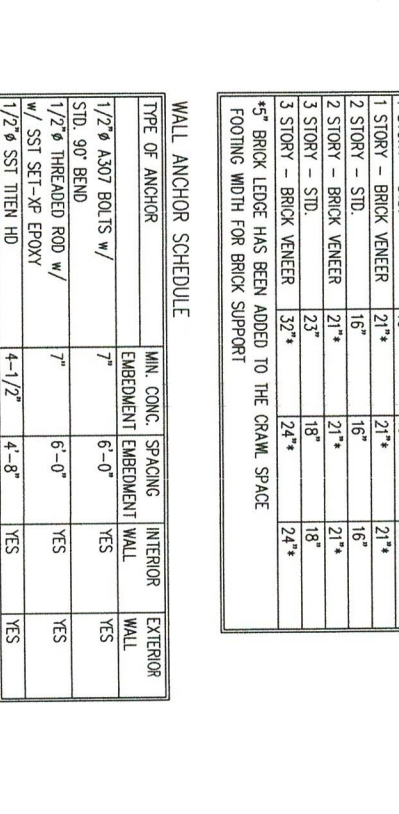 1 STORY - BRICK VENEER 21"* 21"* 21"*
2 STORY - STD. 16" 16" 16"
2 STORY - BRICK VENEER 21"* 21"* 21"*
3 STORY - STD. 23" 18" 18"
3 STORY - BRICK VENEER 32"* 24"* 24"*
*5" BRICK LEDGE HAS BEEN ADDED TO THE CRAWL SPACE
FOOTING WIDTH FOR BRICK SUPPORT
WALL ANCHOR SCHEDULE
TYPE OF ANCHOR MIN. CONC. SPACING INTERIOR EXTERIOR
EMBEDMENT EMBEDMENT WALL WALL
1/2"ø A307 BOLTS w/ 7" 6'-0" YES YES
STD. 90° BEND
1/2"ø THREADED ROD w/ 7" 6'-0" YES YES
w/ SST SET-XP EPOXY
1/2"ø SST TITEN HD 4-1/2" 4'-8" YES YES